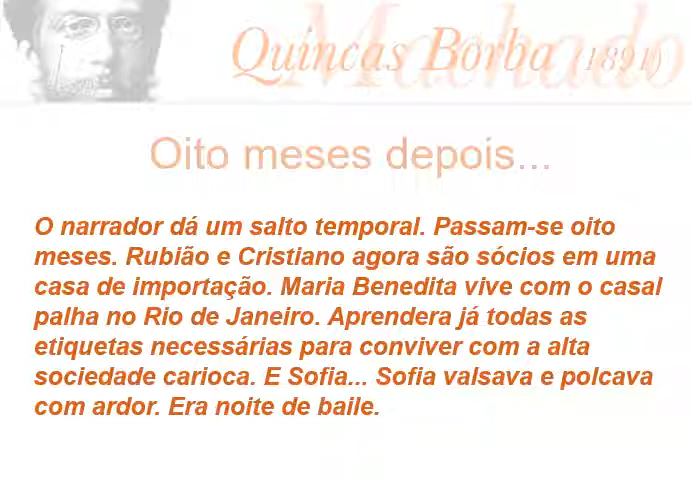 Quincas Borba (1891)
Machado
Oito meses depois...
O narrador dá um salto temporal. Passam-se oito
meses. Rubião e Cristiano agora são sócios em uma
casa de importação. Maria Benedita vive com o casal
palha no Rio de Janeiro. Aprendera já todas as
etiquetas necessárias para conviver com a alta
sociedade carioca. E Sofia... Sofia valsava e polcava
com ardor. Era noite de baile.